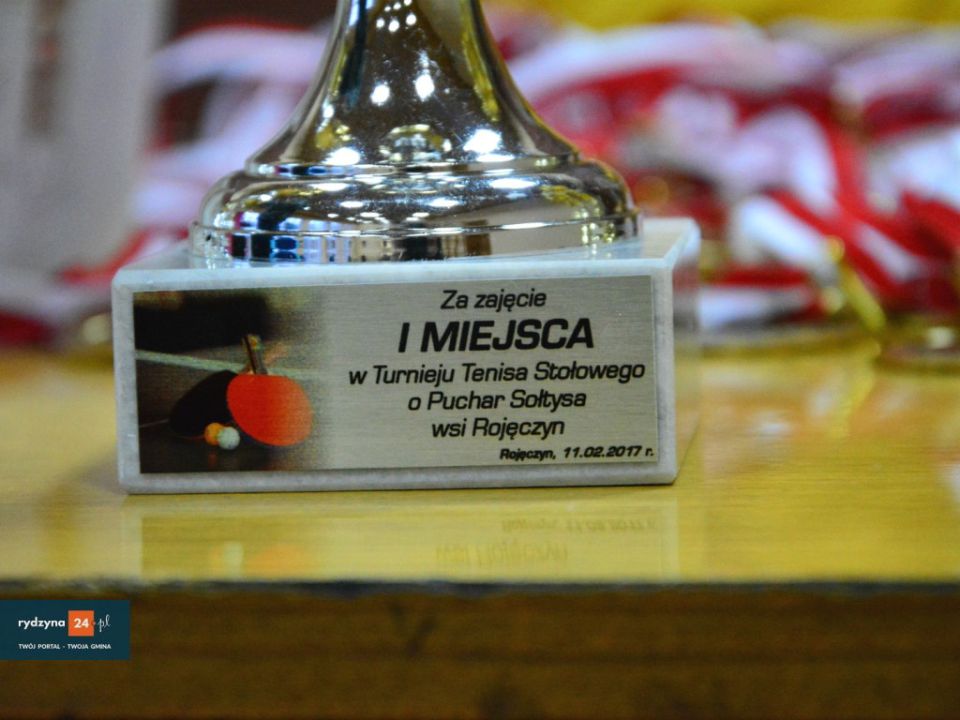 Za zajęcie
I MIEJSCA
w Turnieju Tenisa Stołowego
o Puchar Sołtysa
wsi Rojęczyn
Rojęczyn, 11.02.2017 r.
rydzyna 24.pl
TWÓJ PORTAL - TWOJA GMINA